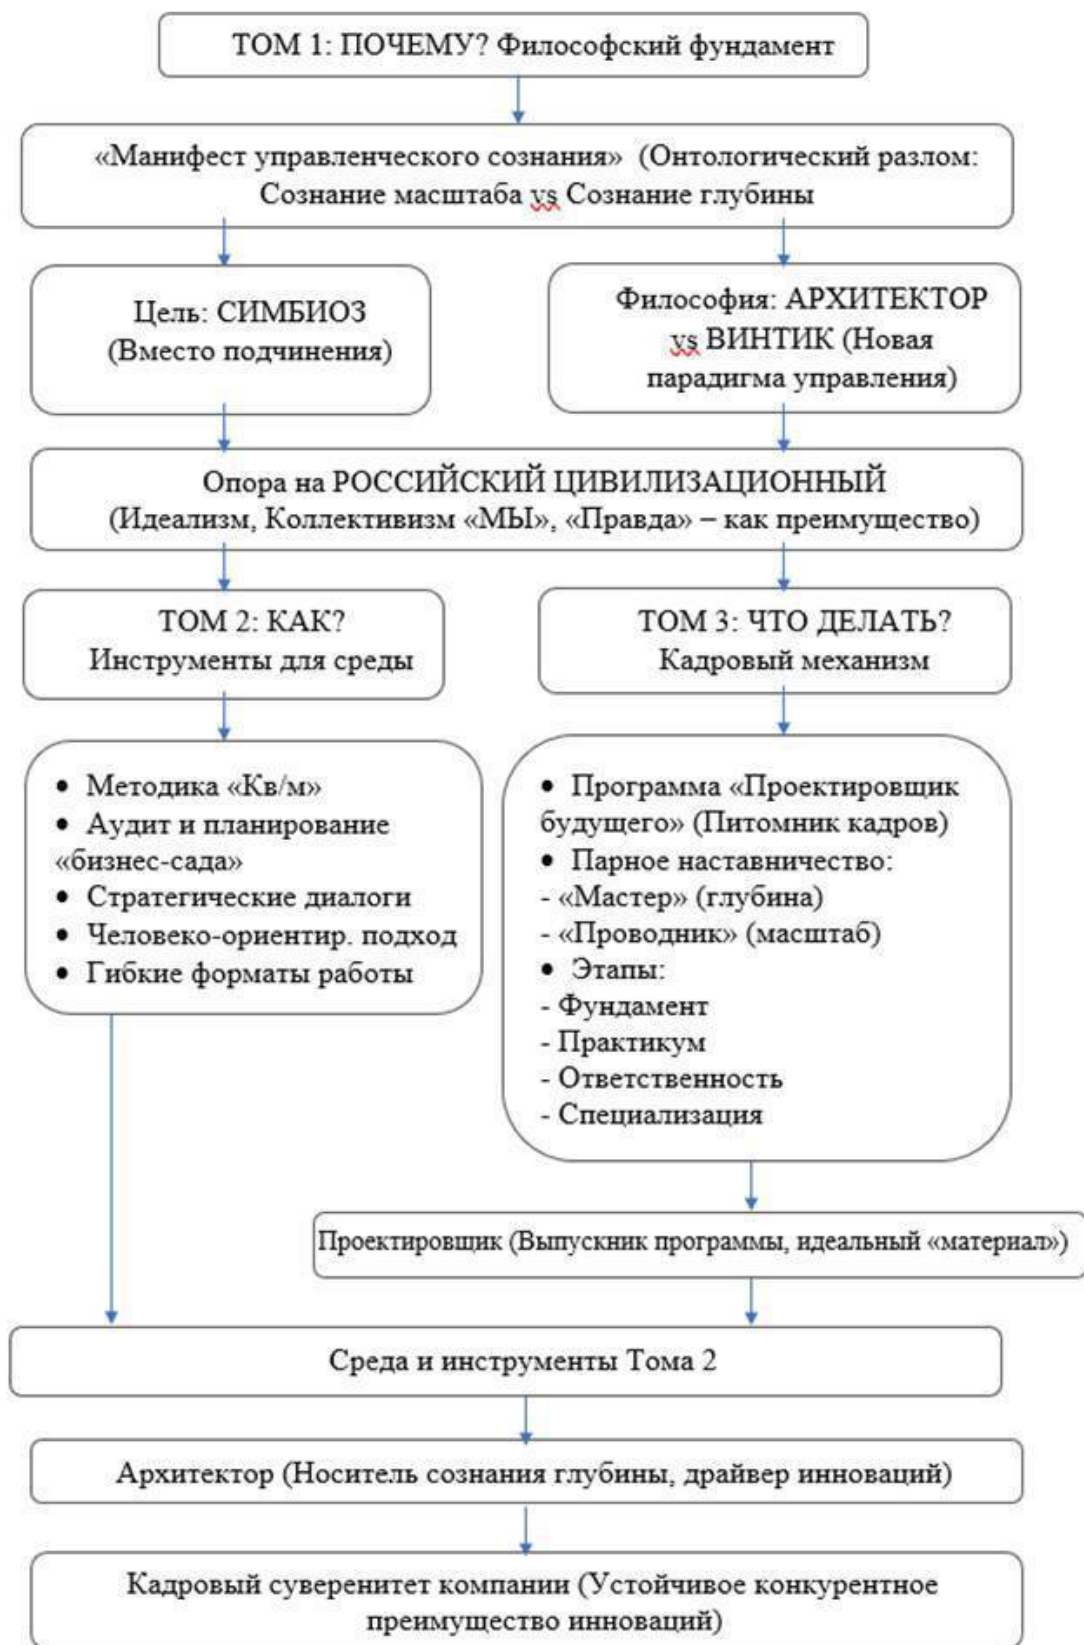 ТОМ 1: ПОЧЕМУ? Философский фундамент
«Манифест управленческого сознания» (Онтологический разлом:
Сознание масштаба vs Сознание глубины
Цель: СИМБИОЗ
(Вместо подчинения)
Философия: АРХИТЕКТОР
vs ВИНТИК (Новая
парадигма управления)
Опора на РОССИЙСКИЙ ЦИВИЛИЗАЦИОННЫЙ
(Идеализм, Коллективизм «МЫ», «Правда» – как преимущество)
ТОМ 2: КАК?
Инструменты для среды
ТОМ 3: ЧТО ДЕЛАТЬ?
Кадровый механизм
• Методика «Кв/м»
• Аудит и планирование
«бизнес-сада»
• Стратегические диалоги
• Человеко-ориентир. подход
• Гибкие форматы работы
• Программа «Проектировщик
будущего» (Питомник кадров)
• Парное наставничество:
- «Мастер» (глубина)
- «Проводник» (масштаб)
• Этапы:
- Фундамент
- Практикум
- Ответственность
- Специализация
Проектировщик (Выпускник программы, идеальный «материал»)
Среда и инструменты Тома 2
Архитектор (Носитель сознания глубины, драйвер инноваций)
Кадровый суверенитет компании (Устойчивое конкурентное
преимущество инноваций)